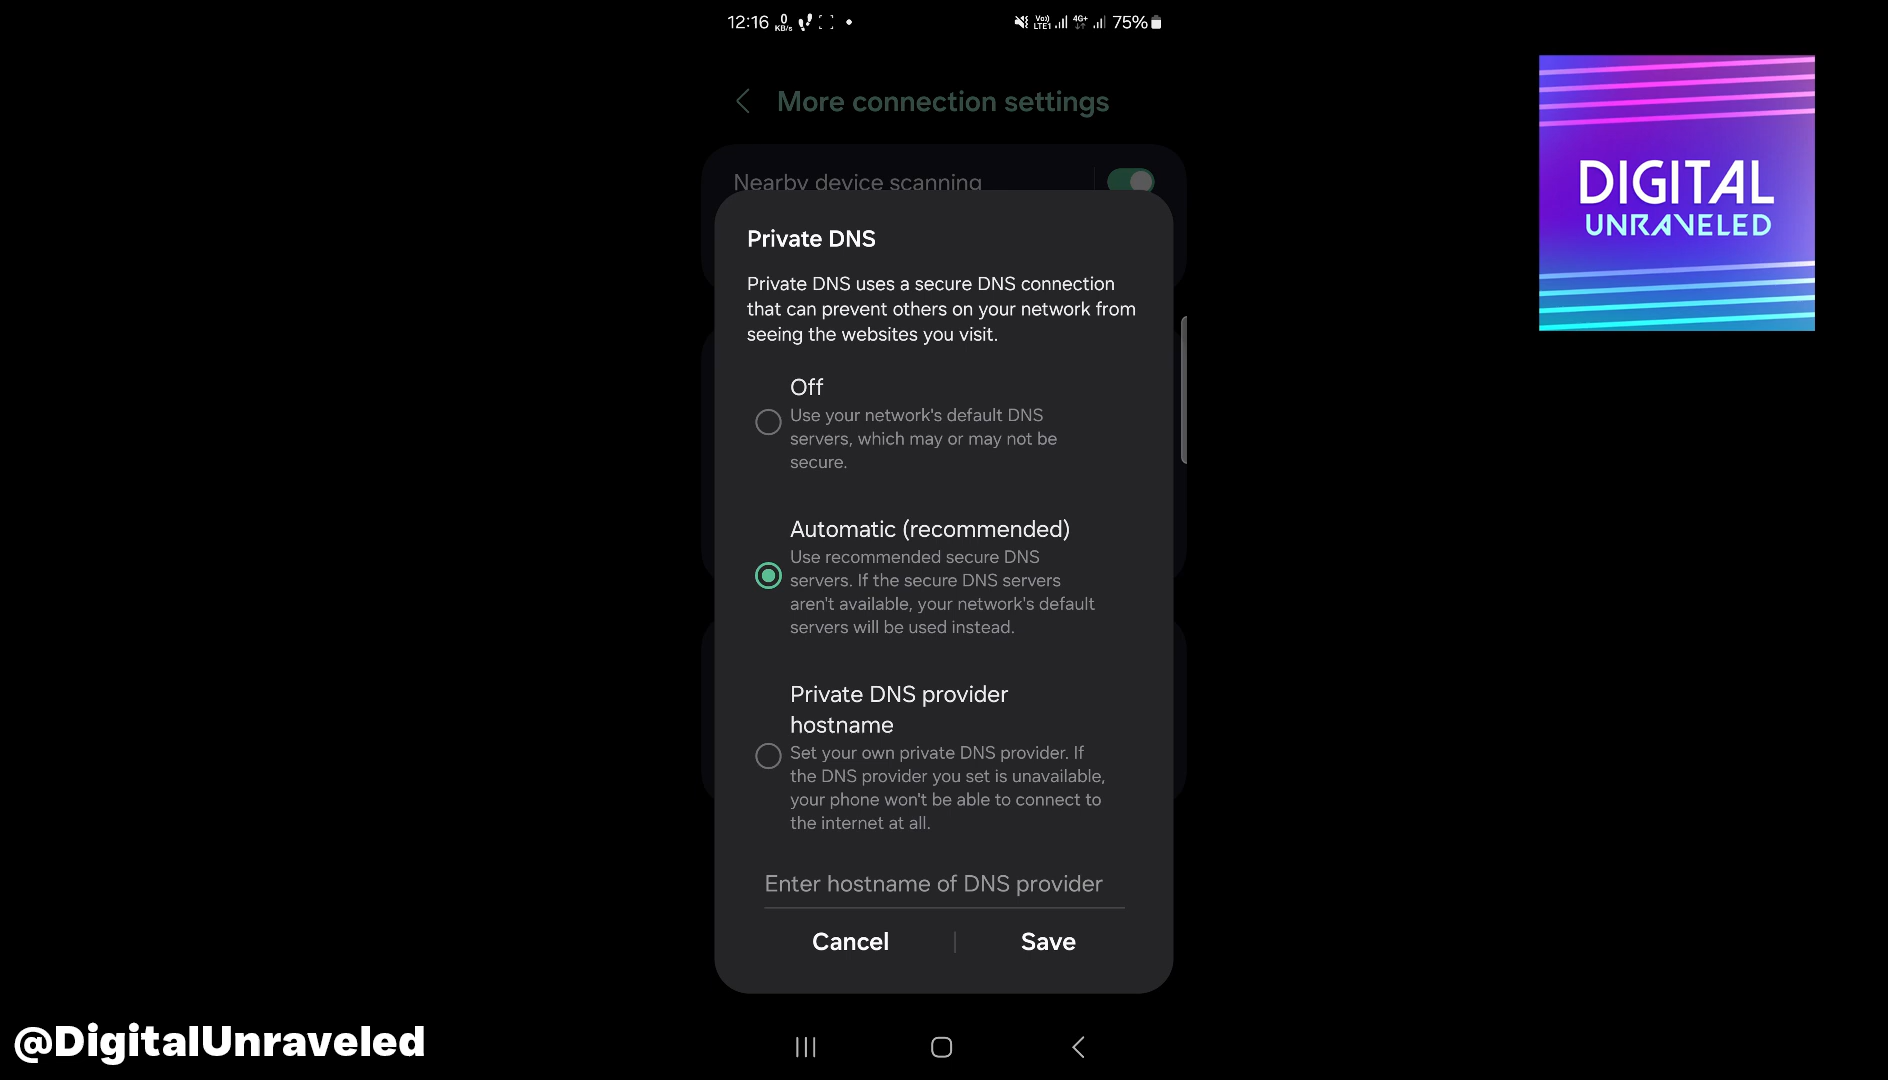 12:16 0 KB/s Vo)) LTE1 4G+ 75%
More connection settings
Nearby device scanning
DIGITAL
UNRAVELED
Private DNS
Private DNS uses a secure DNS connection
that can prevent others on your network from
seeing the websites you visit.
Off
Use your network's default DNS
servers, which may or may not be
secure.
Automatic (recommended)
Use recommended secure DNS
servers. If the secure DNS servers
aren't available, your network's default
servers will be used instead.
Private DNS provider
hostname
Set your own private DNS provider. If
the DNS provider you set is unavailable,
your phone won't be able to connect to
the internet at all.
Enter hostname of DNS provider
Cancel | Save
@DigitalUnraveled